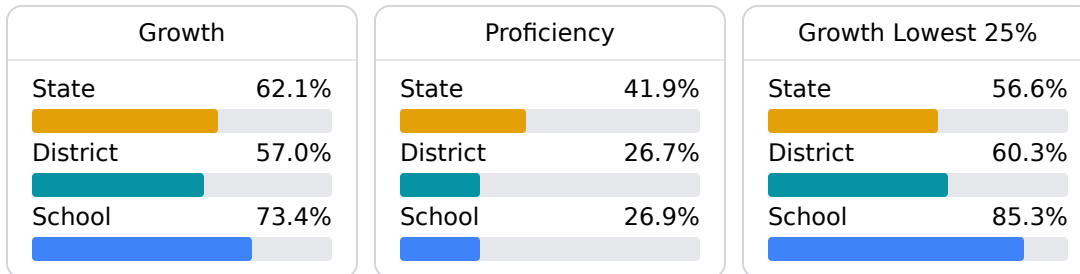 Growth
State 62.1%
District 57.0%
School 73.4%
Proficiency
State 41.9%
District 26.7%
School 26.9%
Growth Lowest 25%
State 56.6%
District 60.3%
School 85.3%